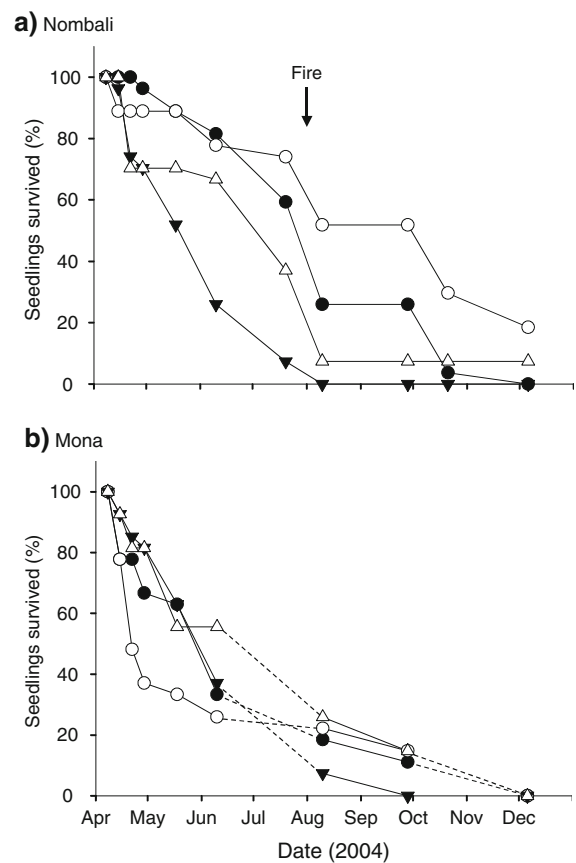 a) Nombali
Fire
Seedlings survived (%)
100
80
60
40
20
0
b) Mona
Seedlings survived (%)
100
80
60
40
20
0
Apr May Jun Jul Aug Sep Oct Nov Dec
Date (2004)